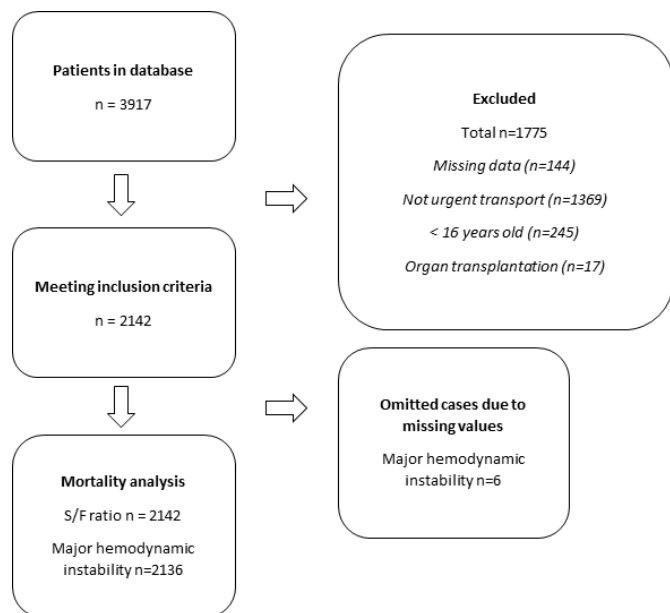 Patients in database
n = 3917
Excluded
Total n=1775
Missing data (n=144)
Not urgent transport (n=1369)
< 16 years old (n=245)
Organ transplantation (n=17)
Meeting inclusion criteria
n = 2142
Omitted cases due to
missing values
Major hemodynamic
instability n=6
Mortality analysis
S/F ratio n = 2142
Major hemodynamic
instability n=2136